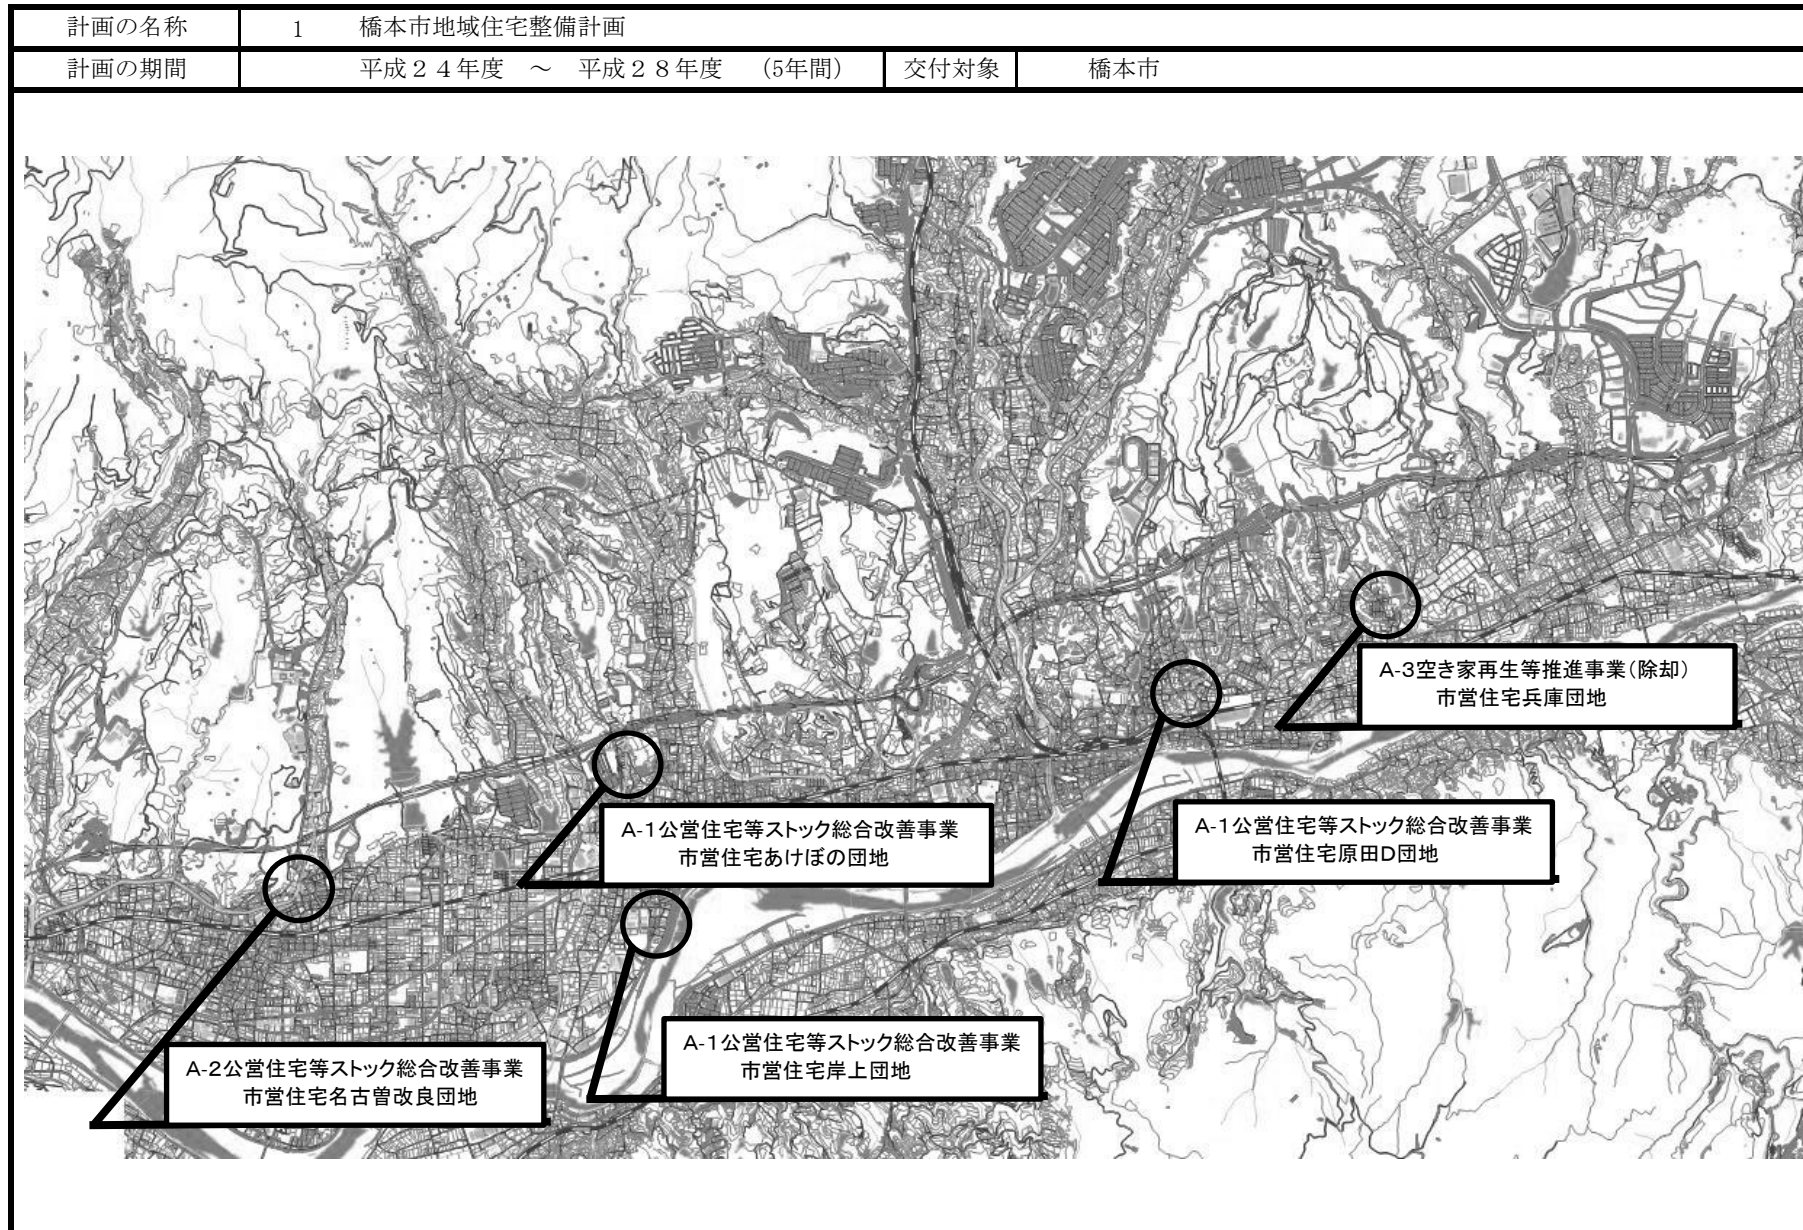 計画の名称 1 橋本市地域住宅整備計画
計画の期間 平成２４年度 ～ 平成２８年度 （5年間） 交付対象 橋本市
A-3空き家再生等推進事業（除却）
市営住宅兵庫団地
A-1公営住宅等ストック総合改善事業
市営住宅あけぼの団地
A-1公営住宅等ストック総合改善事業
市営住宅原田D団地
A-1公営住宅等ストック総合改善事業
市営住宅岸上団地
A-2公営住宅等ストック総合改善事業
市営住宅名古曽改良団地